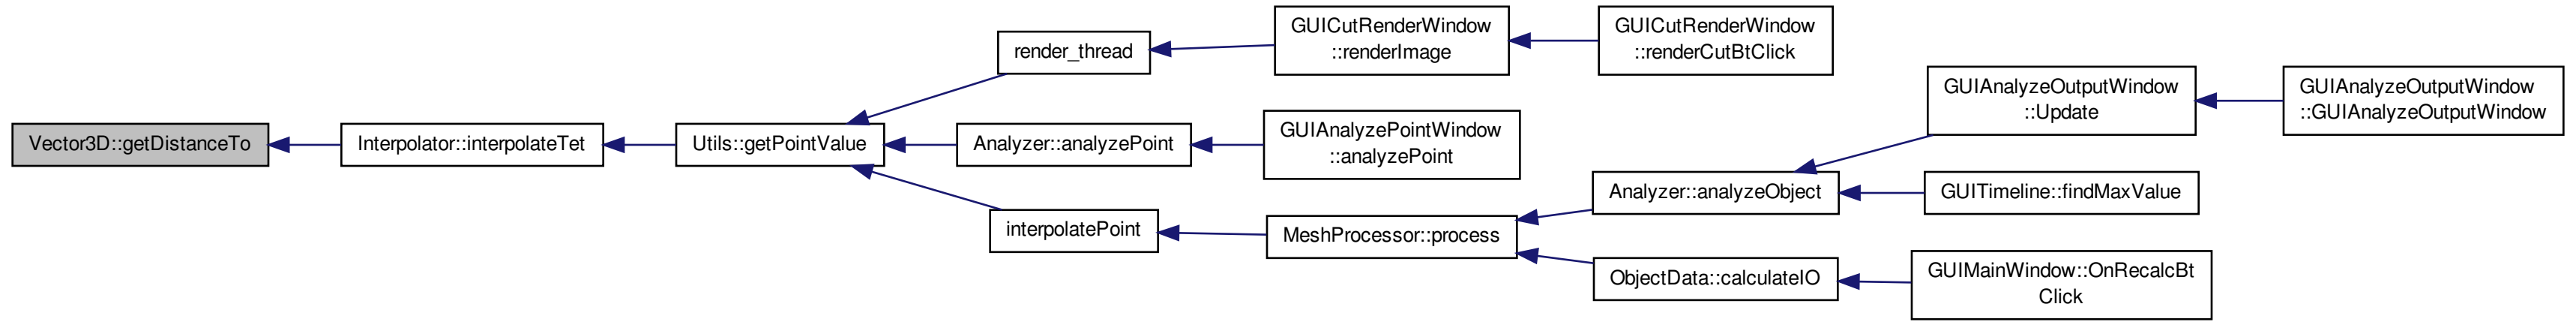 Vector3D::getDistanceTo
Interpolator::interpolateTet
Utils::getPointValue
render_thread
GUICutRenderWindow
::renderImage
GUICutRenderWindow
::renderCutBtClick
Analyzer::analyzePoint
GUIAnalyzePointWindow
::analyzePoint
interpolatePoint
MeshProcessor::process
Analyzer::analyzeObject
GUIAnalyzeOutputWindow
::Update
GUIAnalyzeOutputWindow
::GUIAnalyzeOutputWindow
GUITimeline::findMaxValue
ObjectData::calculateIO
GUIMainWindow::OnRecalcBt
Click